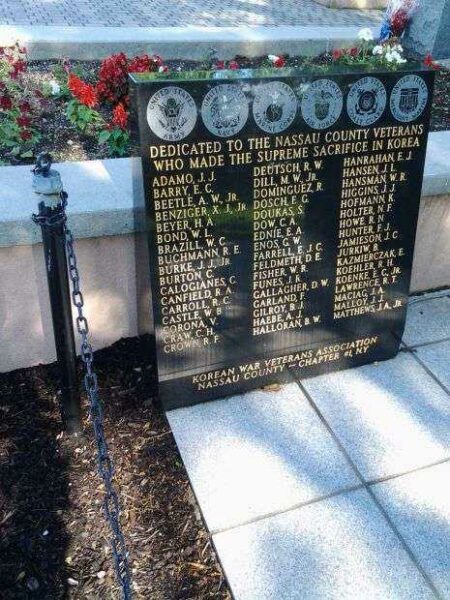 DEDICATED TO THE NASSAU COUNTY VETERANS
WHO MADE THE SUPREME SACRIFICE IN KOREA
ADAMO, J. J.
BARRY, E. C.
BEETLE, A. W., JR
BENZIGER, X. J., JR
BEYER, R. A.
BOND, W. L.
BRAZILL, W. G.
BUCHMANN, R. E.
BURKE, J. G., JR
BURTON, C. P.
CALOGIANES, C.
CANFIELD, R. A.
CARROLL, R. C.
CASTLE, W. B
CORONA, V.
CRAW, C. H.
CROWN, R. F.
DEUTSCH, R. W.
DILL, M. W., JR
DOMINGUEZ, R.
DOSCH, E. G.
DOUKAS, S.
DOW, C. A.
EDNIE, E. A.
ENOS, G. W.
FARRELL, E. J. C.
FELDMETH, D. E.
FISHER, W. R.
FUNES, J. R.
GALLAGHER, D. W.
GARLAND, F.
GILROY, B. J.
HAEBE, A. J.
HALLORAN, B. W.
HANRAHAN, E. J.
HANSEN, J. L.
HANSMAN, W. R.
HIGGINS, J. J.
HOFMANN, K.
HOLTER, N. F.
HOWE, R. N.
HUNTER, F. J.
JAMIESON, J. C.
JURKIW, B.
KAZMIERCZAK, E.
KOEHLER, R. H.
KOENKE, E. G., JR
LAWRENCE, R. T.
MACIAG, J. A.
MALLOY, J. J.
MATTHEWS, J. A., JR
KOREAN WAR VETERANS ASSOCIATION
NASSAU COUNTY - CHAPTER #1, NY